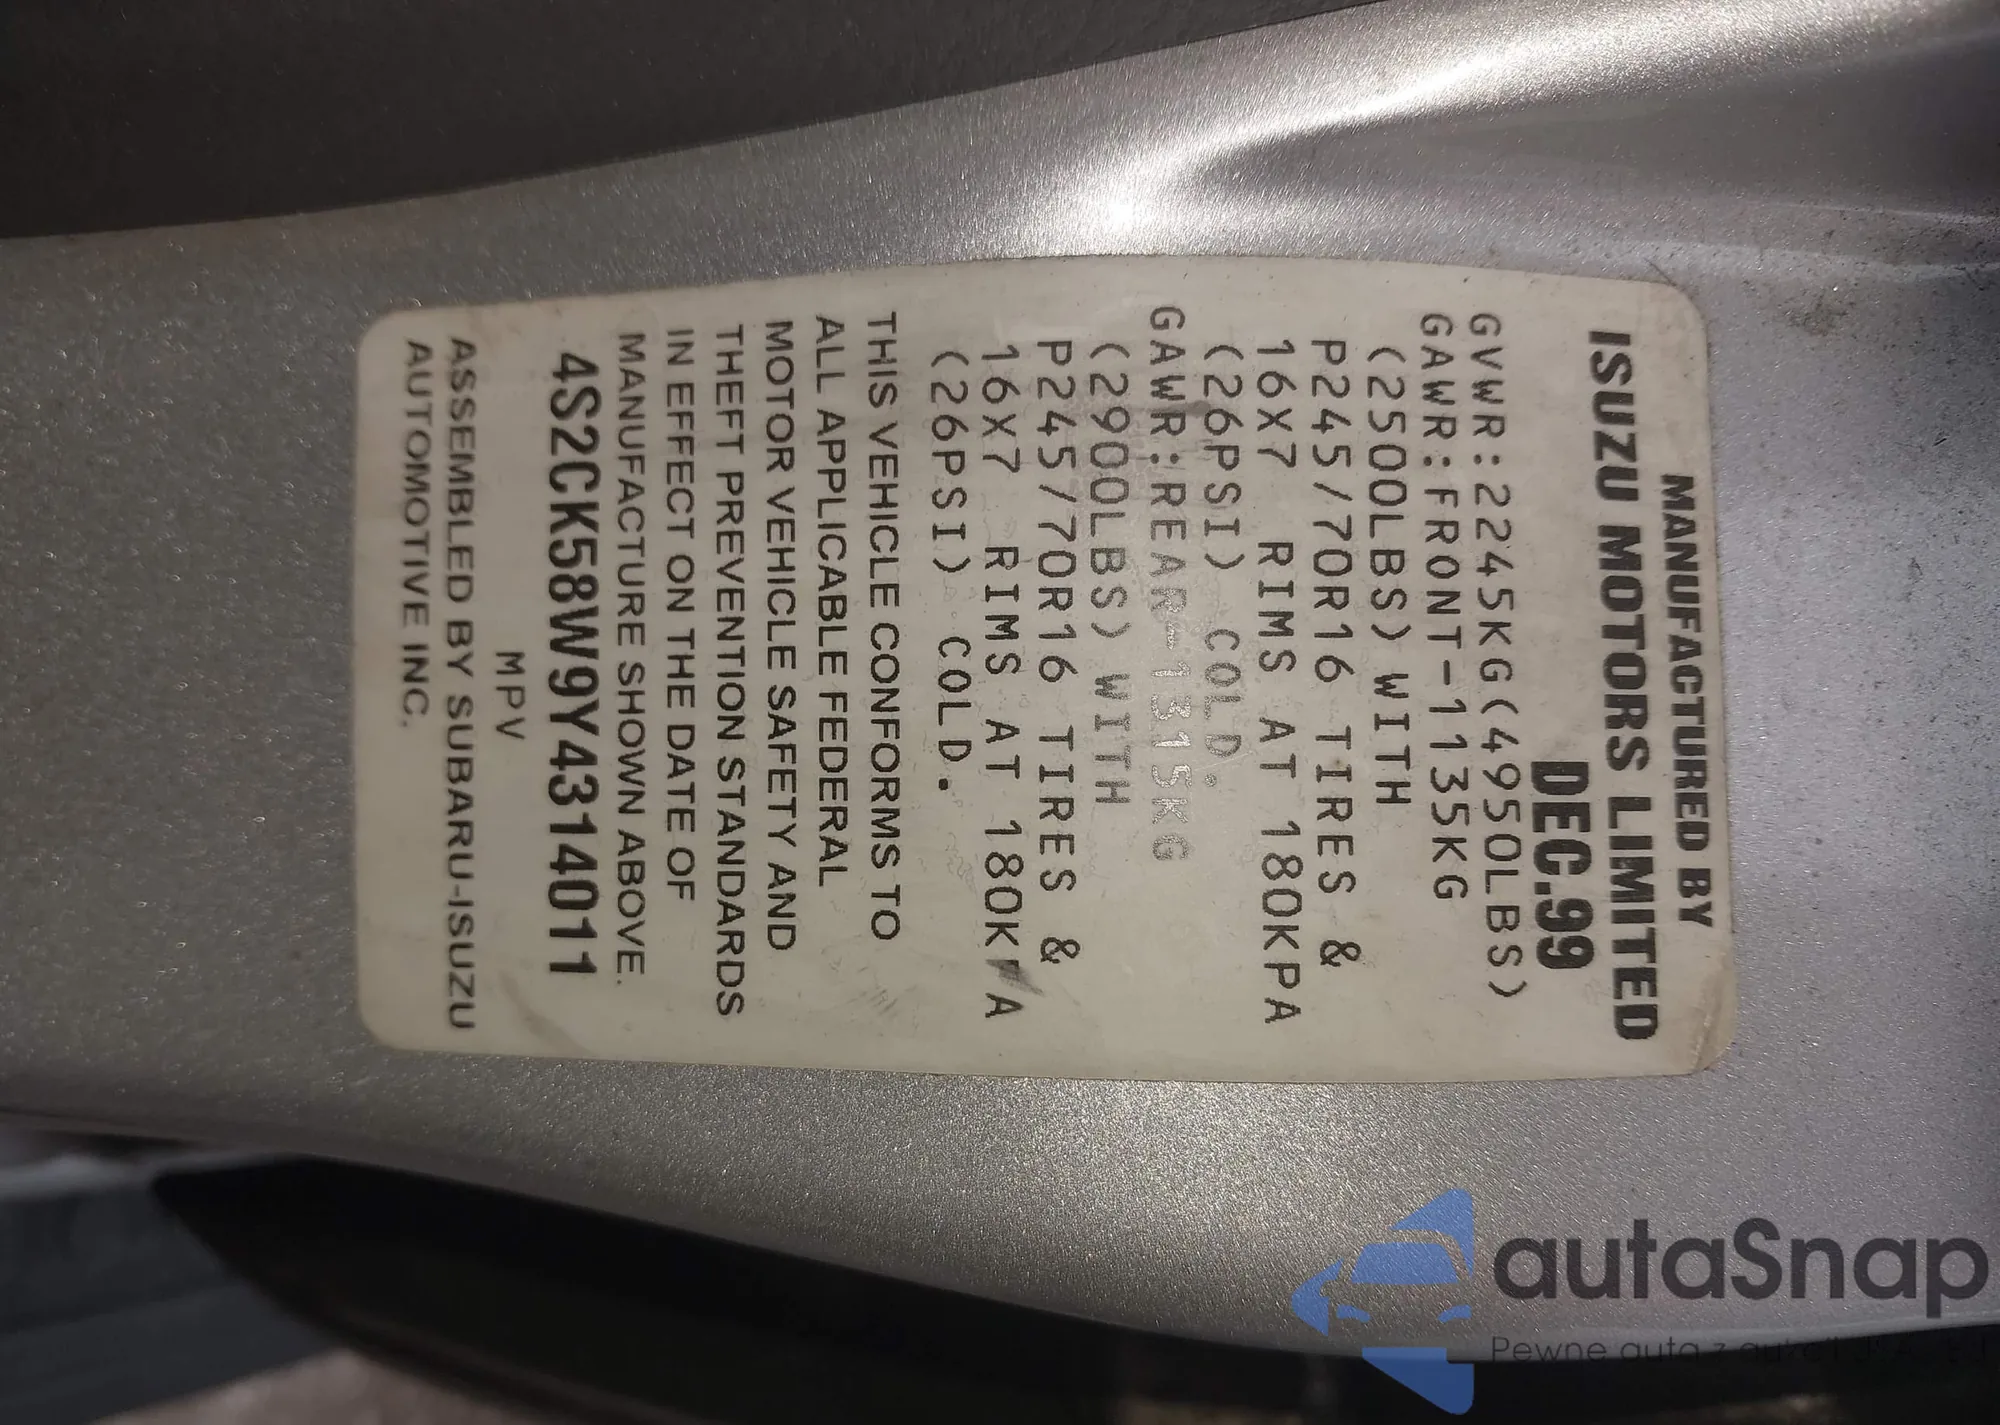 MANUFACTURED BY
ISUZU MOTORS LIMITED
DEC.99
GVWR:2245KG(4950LBS)
GAWR:FRONT-1135KG
(2500LBS) WITH
P245/70R16 TIRES &
16X7 RIMS AT 180KPA
(26PSI) COLD.
GAWR:REAR-1315KG
(2900LBS) WITH
P245/70R16 TIRES &
16X7 RIMS AT 180KPA
(26PSI) COLD.
THIS VEHICLE CONFORMS TO
ALL APPLICABLE FEDERAL
MOTOR VEHICLE SAFETY AND
THEFT PREVENTION STANDARDS
IN EFFECT ON THE DATE OF
MANUFACTURE SHOWN ABOVE.
4S2CK58W9Y4314011
MPV
ASSEMBLED BY SUBARU-ISUZU
AUTOMOTIVE INC.
autaSnap
Pewne auta z